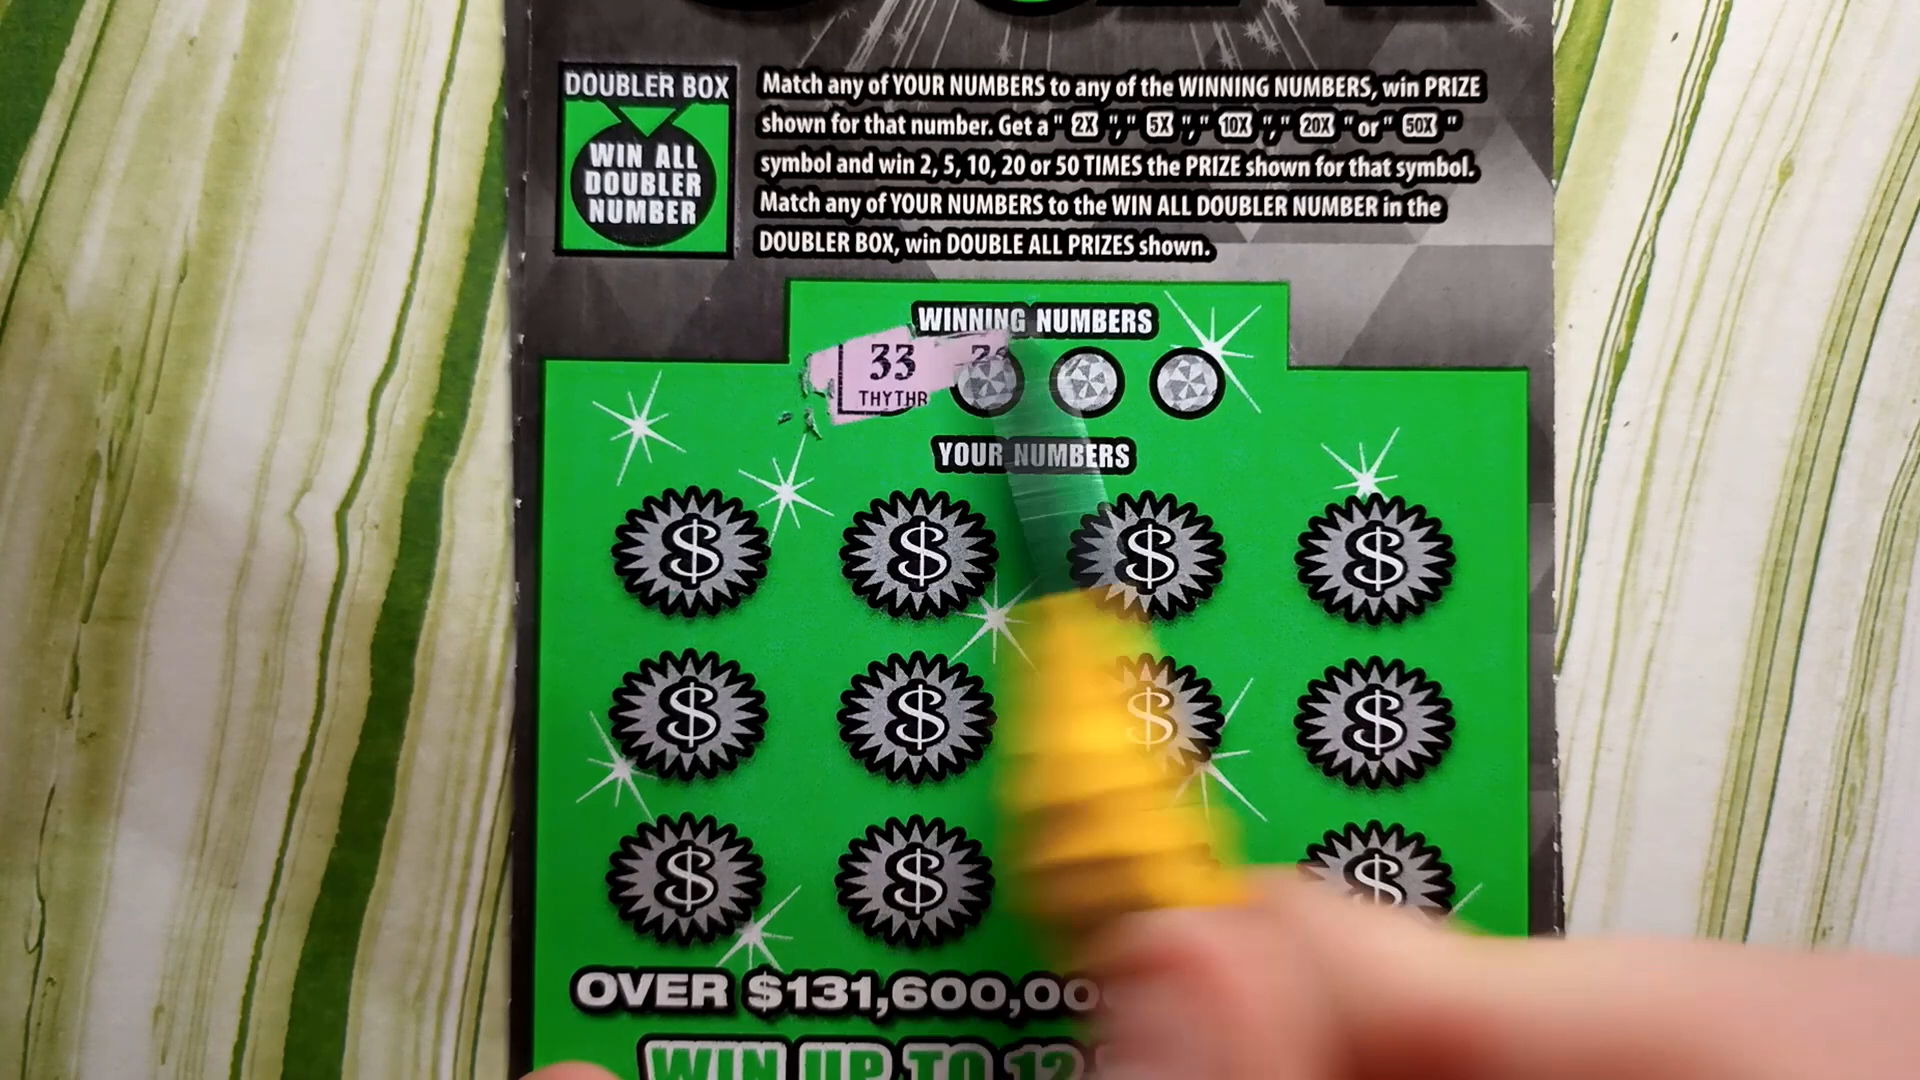 DOUBLER BOX
WIN ALL
DOUBLER
NUMBER
Match any of YOUR NUMBERS to any of the WINNING NUMBERS, win PRIZE
shown for that number. Get a " 2X ", " 5X ", " 10X ", " 20X " or " 50X "
symbol and win 2, 5, 10, 20 or 50 TIMES the PRIZE shown for that symbol.
Match any of YOUR NUMBERS to the WIN ALL DOUBLER NUMBER in the
DOUBLER BOX, win DOUBLE ALL PRIZES shown.
WINNING NUMBERS
33
THYTHR
YOUR NUMBERS
$ $ $ $
$ $ $ $
$ $ $
OVER $131,600,00
WIN UP TO 12